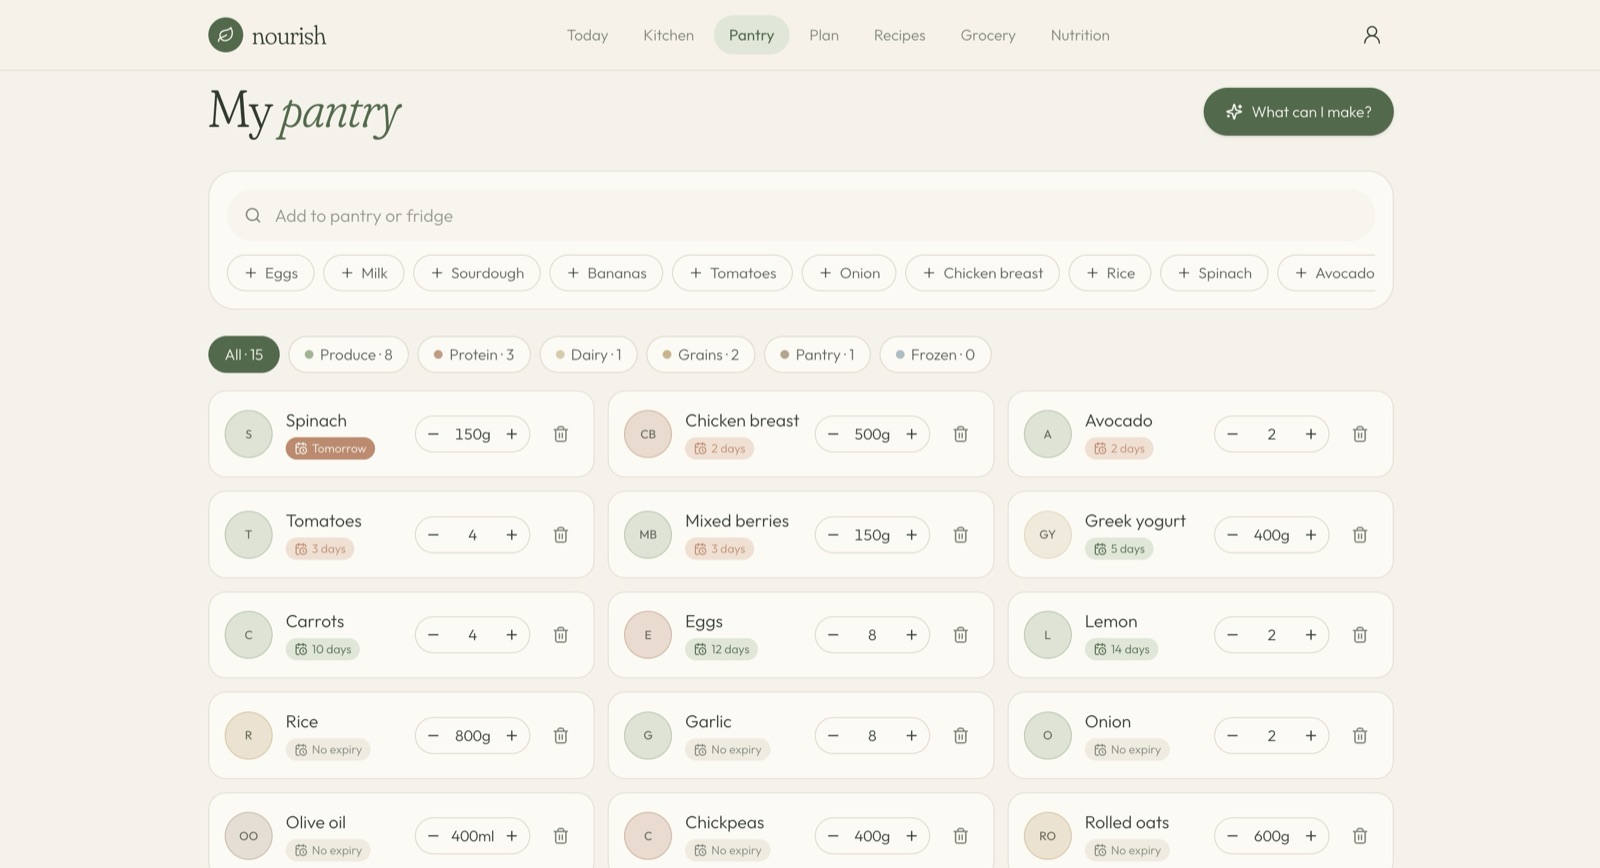 nourish
Today
Kitchen
Pantry
Plan
Recipes
Grocery
Nutrition
My pantry
What can I make?
Add to pantry or fridge
+ Eggs
+ Milk
+ Sourdough
+ Bananas
+ Tomatoes
+ Onion
+ Chicken breast
+ Rice
+ Spinach
+ Avocado
All · 15
Produce · 8
Protein · 3
Dairy · 1
Grains · 2
Pantry · 1
Frozen · 0
S
Spinach
Tomorrow
− 150g +
CB
Chicken breast
2 days
− 500g +
A
Avocado
2 days
− 2 +
T
Tomatoes
3 days
− 4 +
MB
Mixed berries
3 days
− 150g +
GY
Greek yogurt
5 days
− 400g +
C
Carrots
10 days
− 4 +
E
Eggs
12 days
− 8 +
L
Lemon
14 days
− 2 +
R
Rice
No expiry
− 800g +
G
Garlic
No expiry
− 8 +
O
Onion
No expiry
− 2 +
OO
Olive oil
No expiry
− 400ml +
C
Chickpeas
No expiry
− 400g +
RO
Rolled oats
No expiry
− 600g +